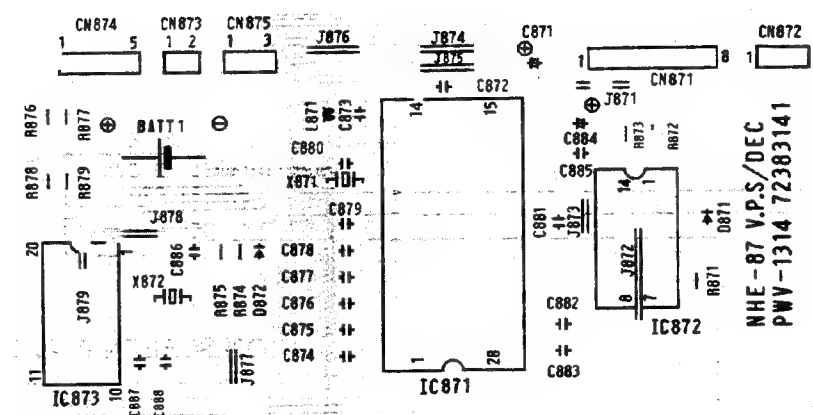 CN874
CN873
CN875
J876
J874
C871
CN872
1 5
1 2
1 3
J875
1 8
CN871
1
C872
R876
R877
BATT1
L871
C873
14
15
J871
C884
R873
R872
C880
C885
R878
R879
X871
14
1
C879
J878
C881
J873
D871
20
1
C886
C878
J872
X872
C877
R871
J879
R875
R874
D872
C876
C882
8
7
C875
IC872
C874
J877
1
28
C883
11
10
IC873
C887
C888
IC871
NHE-87 V.P.S/DEC
PWV-1314 72383141